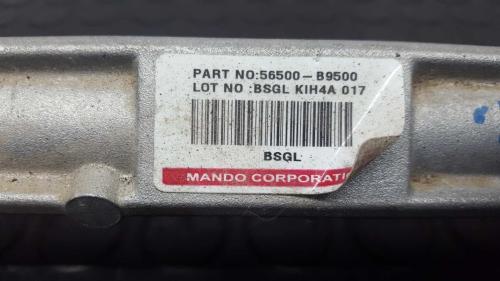 PART NO:56500-B9500
LOT NO :BSGL KIH4A 017
BSGL
MANDO CORPORATI